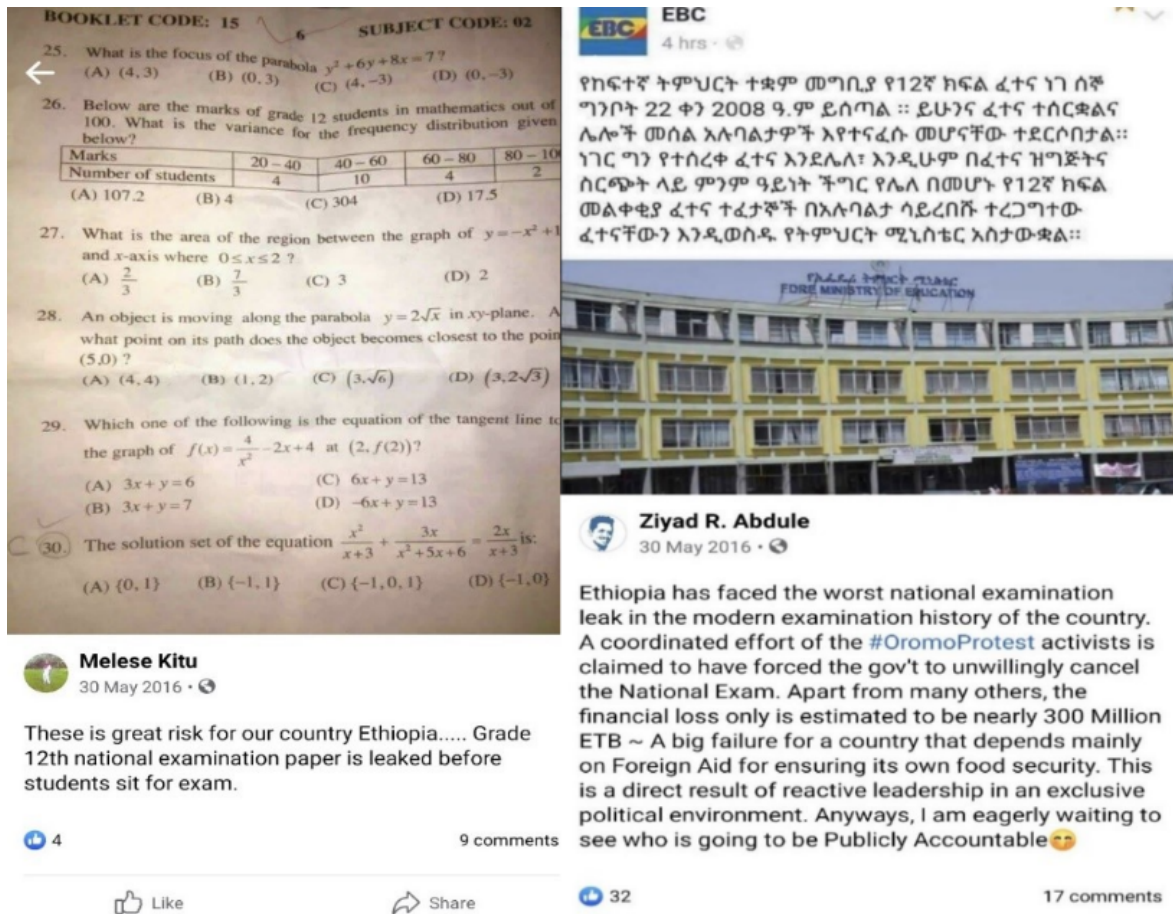 BOOKLET CODE: 15
6
SUBJECT CODE: 02
25. What is the focus of the parabola y² + 6y + 8x = 7?
(A) (4, 3) (B) (0, 3) (C) (4, −3) (D) (0, −3)
26. Below are the marks of grade 12 students in mathematics out of
100. What is the variance for the frequency distribution given
below?
Marks 20 – 40 40 – 60 60 – 80 80 – 10
Number of students 4 10 4 2
(A) 107.2 (B) 4 (C) 304 (D) 17.5
27. What is the area of the region between the graph of y = −x² + 1
and x-axis where 0 ≤ x ≤ 2 ?
(A) 2/3 (B) 7/3 (C) 3 (D) 2
28. An object is moving along the parabola y = 2√x in xy-plane. A
what point on its path does the object becomes closest to the poin
(5,0) ?
(A) (4, 4) (B) (1, 2) (C) (3, √6) (D) (3, 2√3)
29. Which one of the following is the equation of the tangent line to
the graph of f(x) = 4/x² − 2x + 4 at (2, f(2))?
(A) 3x + y = 6 (C) 6x + y = 13
(B) 3x + y = 7 (D) −6x + y = 13
30. The solution set of the equation x²/(x+3) + 3x/(x²+5x+6) = 2x/(x+3) is:
(A) {0, 1} (B) {−1, 1} (C) {−1, 0, 1} (D) {−1, 0}
Melese Kitu
30 May 2016 ·
These is great risk for our country Ethiopia..... Grade
12th national examination paper is leaked before
students sit for exam.
4 9 comments
Like Share
EBC
EBC
4 hrs ·
የከፍተኛ ትምህርት ተቋም መግቢያ የ12ኛ ክፍል ፈተና ነገ ሰኞ
ግንቦት 22 ቀን 2008 ዓ.ም ይሰጣል ፡፡ ይሁንና ፈተና ተሰርቋልና
ሌሎች መሰል አሉባልታዎች እየተናፈሱ መሆናቸው ተደርሶበታል፡፡
ነገር ግን የተሰረቀ ፈተና እንደሌለ፣ እንዲሁም በፈተና ዝግጅትና
ስርጭት ላይ ምንም ዓይነት ችግር የሌለ በመሆኑ የ12ኛ ክፍል
መልቀቂያ ፈተና ተፈታኞች በአሉባልታ ሳይረበሹ ተረጋግተው
ፈተናቸውን እንዲወስዱ የትምህርት ሚኒስቴር አስታውቋል፡፡
FDRE MINISTRY OF EDUCATION
Ziyad R. Abdule
30 May 2016 ·
Ethiopia has faced the worst national examination
leak in the modern examination history of the country.
A coordinated effort of the #OromoProtest activists is
claimed to have forced the gov't to unwillingly cancel
the National Exam. Apart from many others, the
financial loss only is estimated to be nearly 300 Million
ETB ~ A big failure for a country that depends mainly
on Foreign Aid for ensuring its own food security. This
is a direct result of reactive leadership in an exclusive
political environment. Anyways, I am eagerly waiting to
see who is going to be Publicly Accountable
32 17 comments